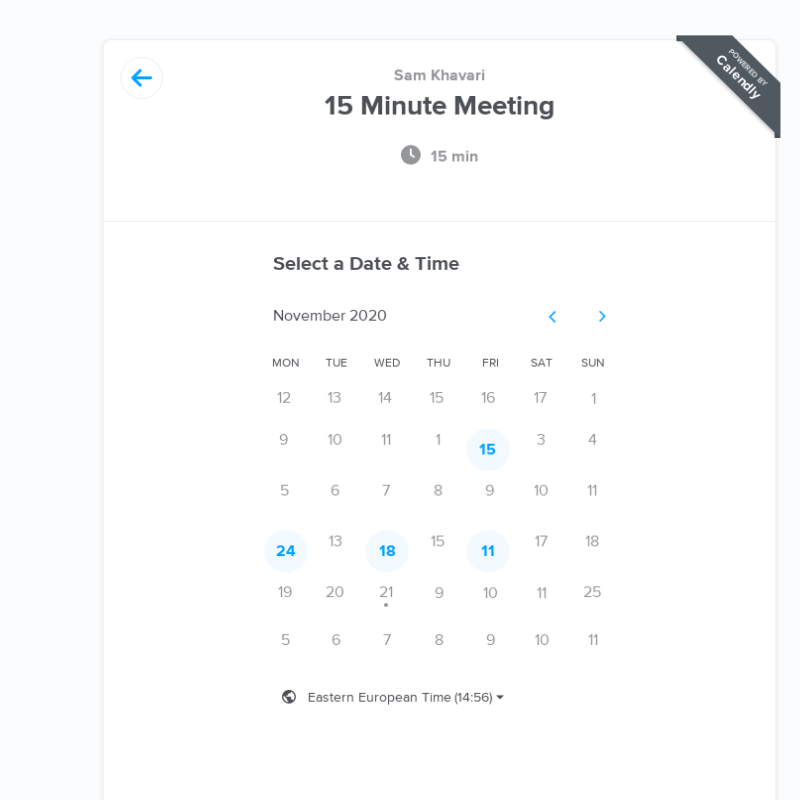 Sam Khavari
POWERED BY
Calendly
15 Minute Meeting
15 min
Select a Date & Time
November 2020
MON TUE WED THU FRI SAT SUN
12 13 14 15 16 17 1
9 10 11 1 15 3 4
5 6 7 8 9 10 11
24 13 18 15 11 17 18
19 20 21 9 10 11 25
5 6 7 8 9 10 11
Eastern European Time (14:56)